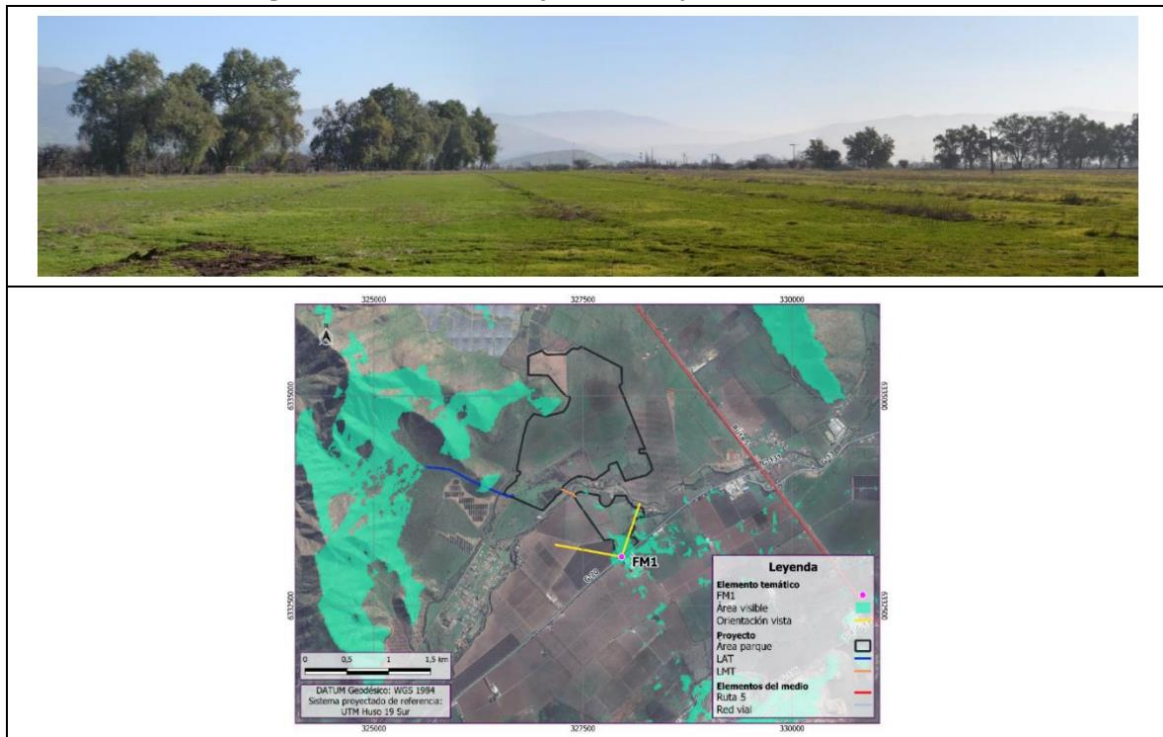 325000
327500
330000
6335000
6335000
FM1
6332500
6332500
Leyenda
Elemento temático
FM1
Área visible
Orientación vista
Proyecto
Área parque
LAT
LMT
Elementos del medio
Ruta 5
Red vial
0
0,5
1
1,5 km
DATUM Geodésico: WGS 1984
Sistema proyectado de referencia:
UTM Huso 19 Sur
325000
327500
330000